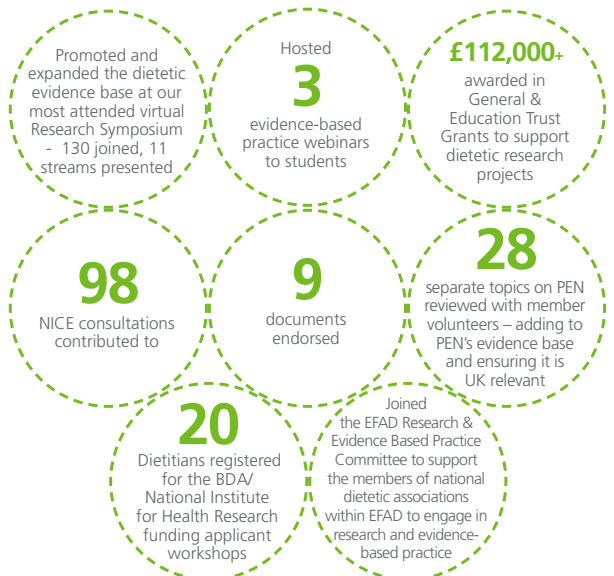 Promoted and
expanded the dietetic
evidence base at our
most attended virtual
Research Symposium
- 130 joined, 11
streams presented
Hosted
3
evidence-based
practice webinars
to students
£112,000+
awarded in
General &
Education Trust
Grants to support
dietetic research
projects
98
NICE consultations
contributed to
9
documents
endorsed
28
separate topics on PEN
reviewed with member
volunteers – adding to
PEN's evidence base
and ensuring it is
UK relevant
20
Dietitians registered
for the BDA/
National Institute
for Health Research
funding applicant
workshops
Joined
the EFAD Research &
Evidence Based Practice
Committee to support
the members of national
dietetic associations
within EFAD to engage in
research and evidence-
based practice